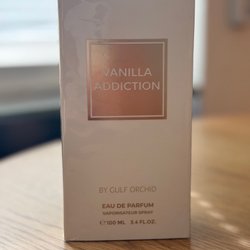 VANILLA
ADDICTION
BY GULF ORCHID
EAU DE PARFUM
VAPORISATEUR SPRAY
℮100 ML 3.4 FL.OZ.